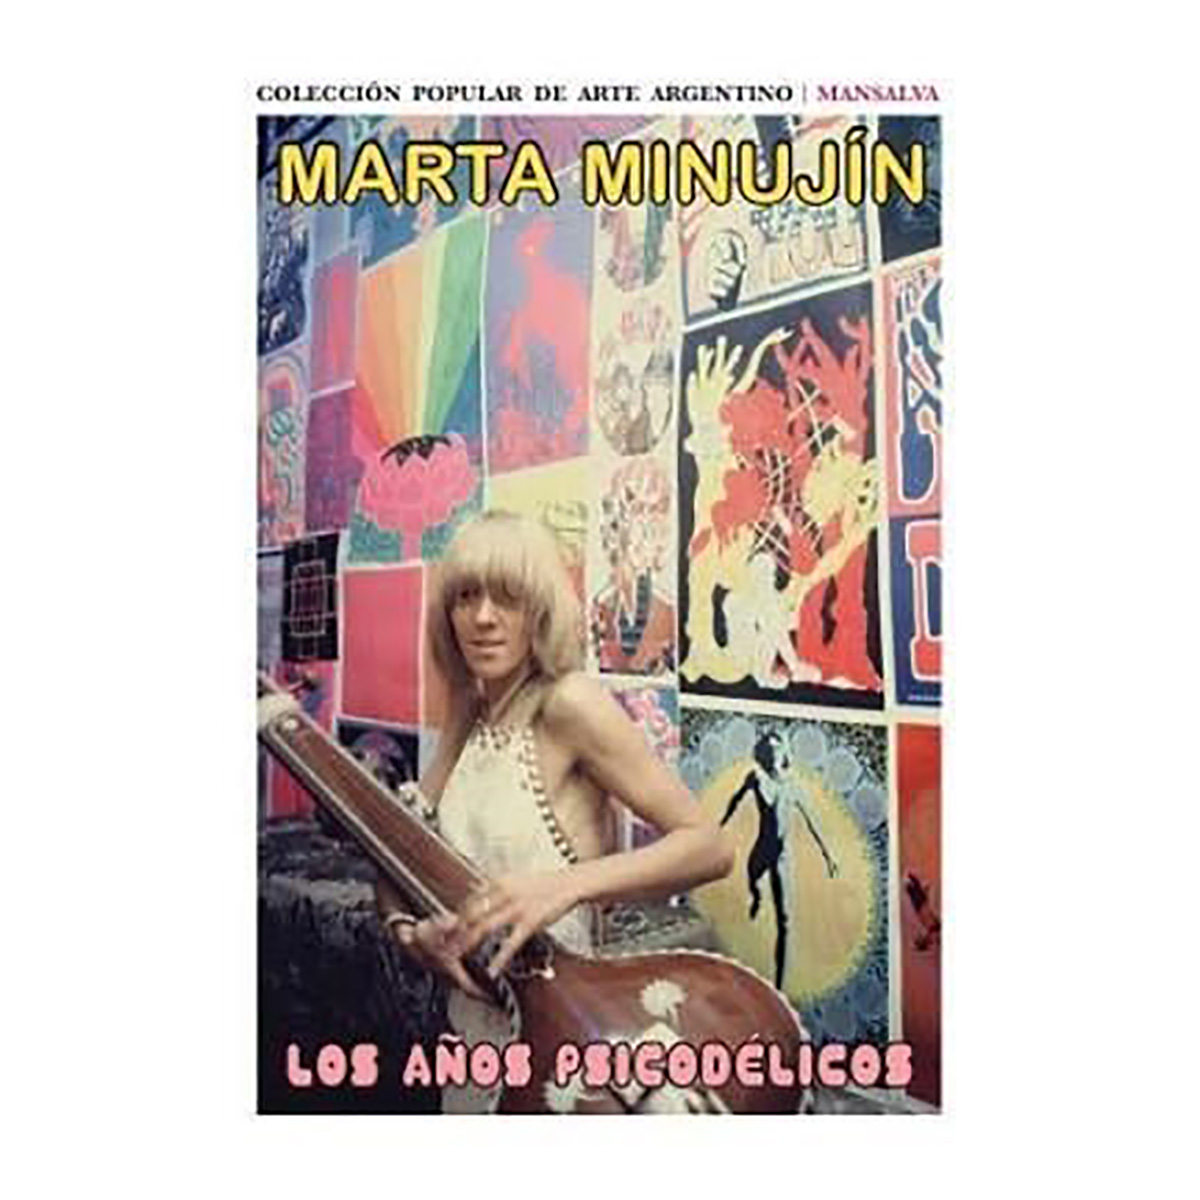 COLECCIÓN POPULAR DE ARTE ARGENTINO | MANSALVA
MARTA MINUJÍN
LOS AÑOS PSICODÉLICOS